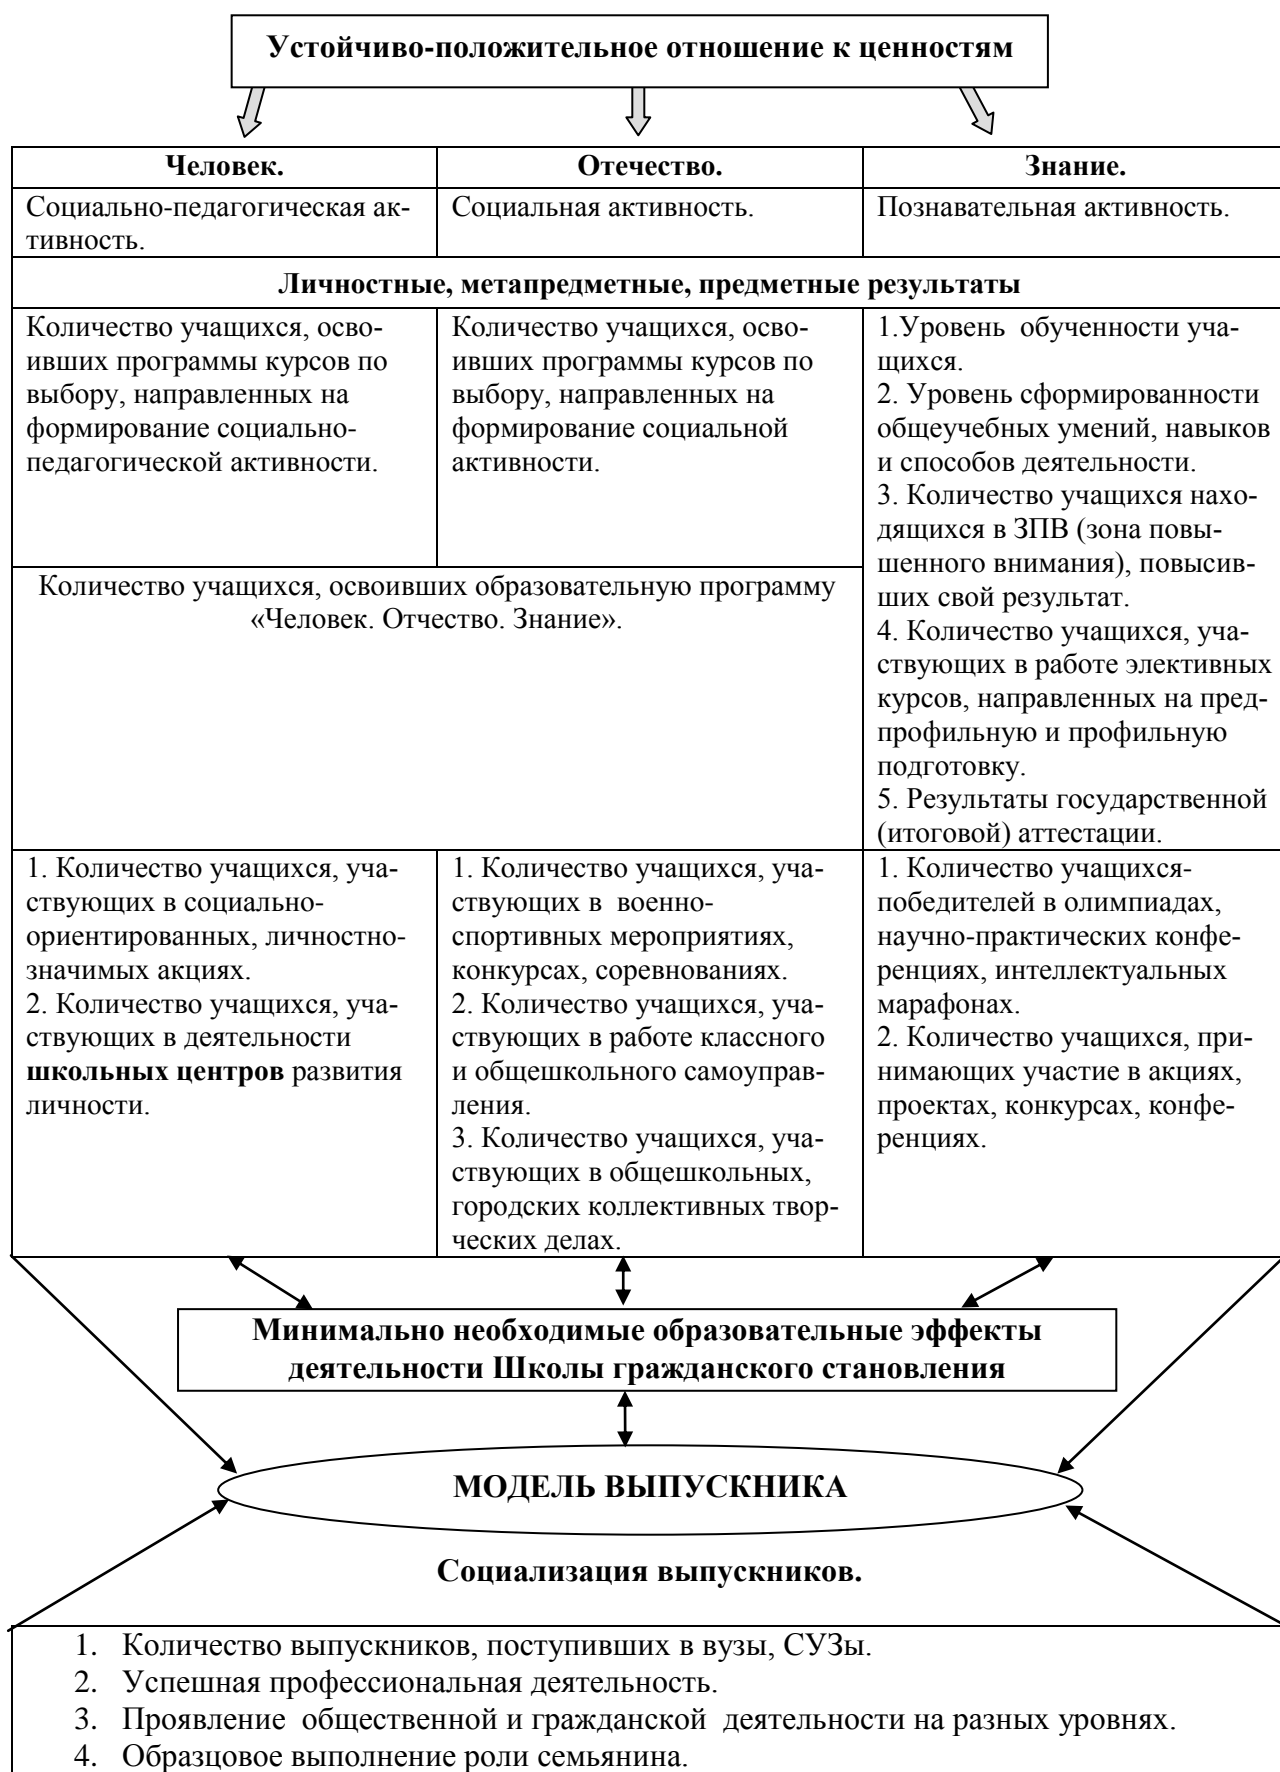 Устойчиво-положительное отношение к ценностям
Человек.
Отечество.
Знание.
Социально-педагогическая ак-
тивность.
Социальная активность.
Познавательная активность.
Личностные, метапредметные, предметные результаты
Количество учащихся, осво-
ивших программы курсов по
выбору, направленных на
формирование социально-
педагогической активности.
Количество учащихся, осво-
ивших программы курсов по
выбору, направленных на
формирование социальной
активности.
1.Уровень  обученности уча-
щихся.
2. Уровень сформированности
общеучебных умений, навыков
и способов деятельности.
3. Количество учащихся нахо-
дящихся в ЗПВ (зона повы-
шенного внимания), повысив-
ших свой результат.
4. Количество учащихся, уча-
ствующих в работе элективных
курсов, направленных на пред-
профильную и профильную
подготовку.
5. Результаты государственной
(итоговой) аттестации.
Количество учащихся, освоивших образовательную программу
«Человек. Отчество. Знание».
1. Количество учащихся, уча-
ствующих в социально-
ориентированных, личностно-
значимых акциях.
2. Количество учащихся, уча-
ствующих в деятельности
школьных центров развития
личности.
1. Количество учащихся, уча-
ствующих в  военно-
спортивных мероприятиях,
конкурсах, соревнованиях.
2. Количество учащихся, уча-
ствующих в работе классного
и общешкольного самоуправ-
ления.
3. Количество учащихся, уча-
ствующих в общешкольных,
городских коллективных твор-
ческих делах.
1. Количество учащихся-
победителей в олимпиадах,
научно-практических конфе-
ренциях, интеллектуальных
марафонах.
2. Количество учащихся, при-
нимающих участие в акциях,
проектах, конкурсах, конфе-
ренциях.
Минимально необходимые образовательные эффекты
деятельности Школы гражданского становления
МОДЕЛЬ ВЫПУСКНИКА
Социализация выпускников.
1. Количество выпускников, поступивших в вузы, СУЗы.
2. Успешная профессиональная деятельность.
3. Проявление  общественной и гражданской  деятельности на разных уровнях.
4. Образцовое выполнение роли семьянина.